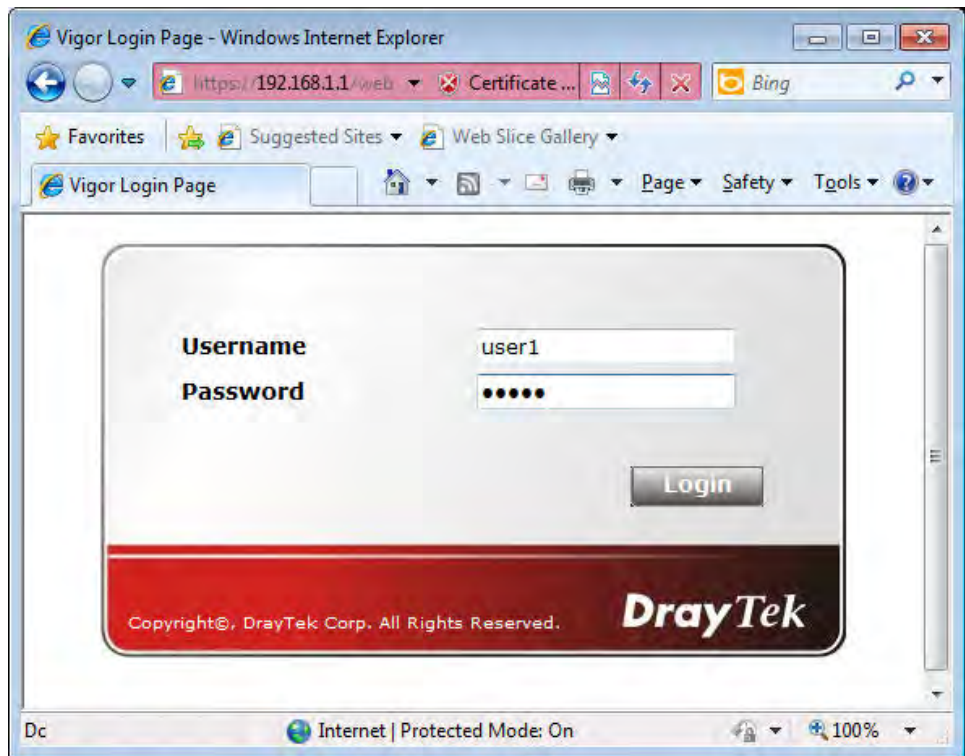 Vigor Login Page - Windows Internet Explorer
https://192.168.1.1/web Certificate ... Bing
Favorites Suggested Sites Web Slice Gallery
Vigor Login Page Page Safety Tools
Username user1
Password •••••
Login
Copyright©, DrayTek Corp. All Rights Reserved. DrayTek
Dc Internet | Protected Mode: On 100%